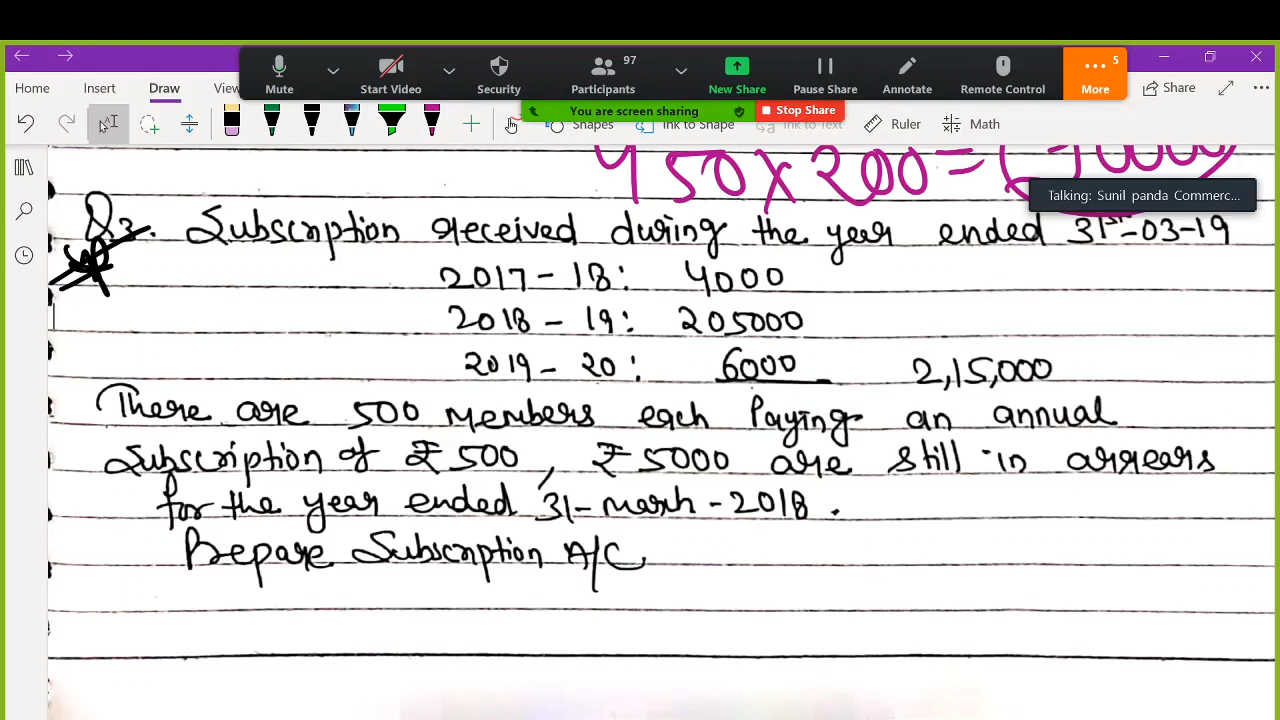 Mute
Start Video
Security
97
Participants
New Share
Pause Share
Annotate
Remote Control
5
More
You are screen sharing
Stop Share
Home
Insert
Draw
Share
Shapes
Ink to Shape
Ink to Text
Ruler
Math
450 x 200 =
Talking: Sunil panda Commerc...
Q3. Subscription received during the year ended 31st-03-19
2017 - 18: 4000
2018 - 19: 205000
2019 - 20: 6000 2,15,000
There are 500 members each Paying an annual
Subscription of ₹ 500, ₹ 5000 are still in arrears
for the year ended 31- marh - 2018.
Prepare Subscription A/C